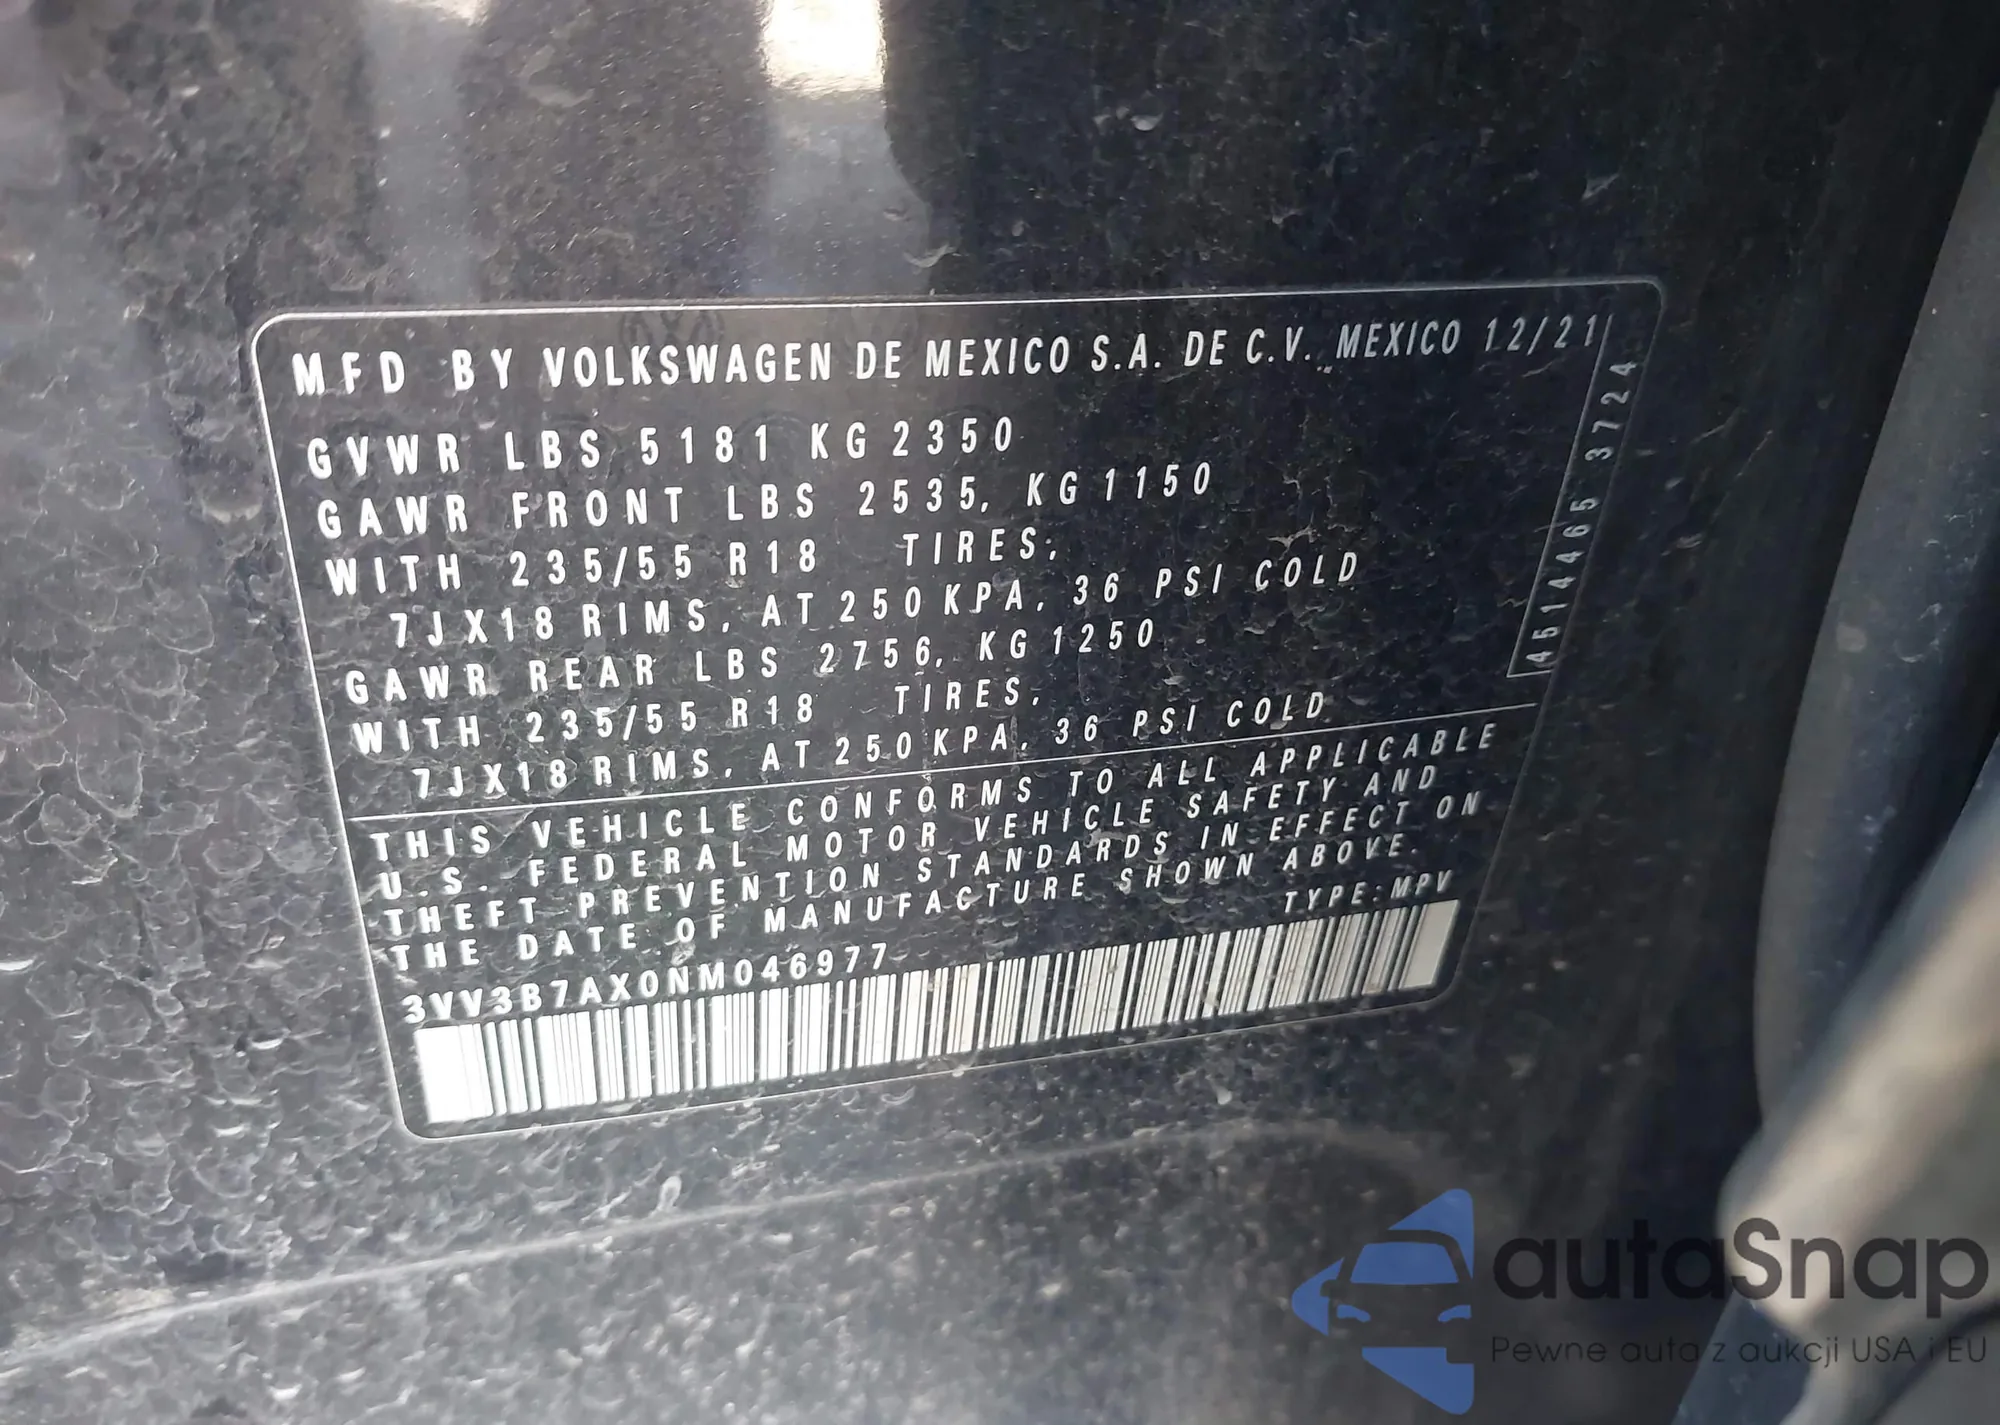 MFD BY VOLKSWAGEN DE MEXICO S.A. DE C.V. MEXICO 12/21
GVWR LBS 5181 KG 2350
GAWR FRONT LBS 2535, KG 1150
WITH 235/55 R18 TIRES,
7JX18 RIMS, AT 250 KPA, 36 PSI COLD
GAWR REAR LBS 2756, KG 1250
WITH 235/55 R18 TIRES,
7JX18 RIMS, AT 250 KPA, 36 PSI COLD
4514465 3724
THIS VEHICLE CONFORMS TO ALL APPLICABLE
U.S. FEDERAL MOTOR VEHICLE SAFETY AND
THEFT PREVENTION STANDARDS IN EFFECT ON
THE DATE OF MANUFACTURE SHOWN ABOVE.
TYPE:MPV
3VV3B7AX0NM046977
autaSnap
Pewne auta z aukcji USA i EU